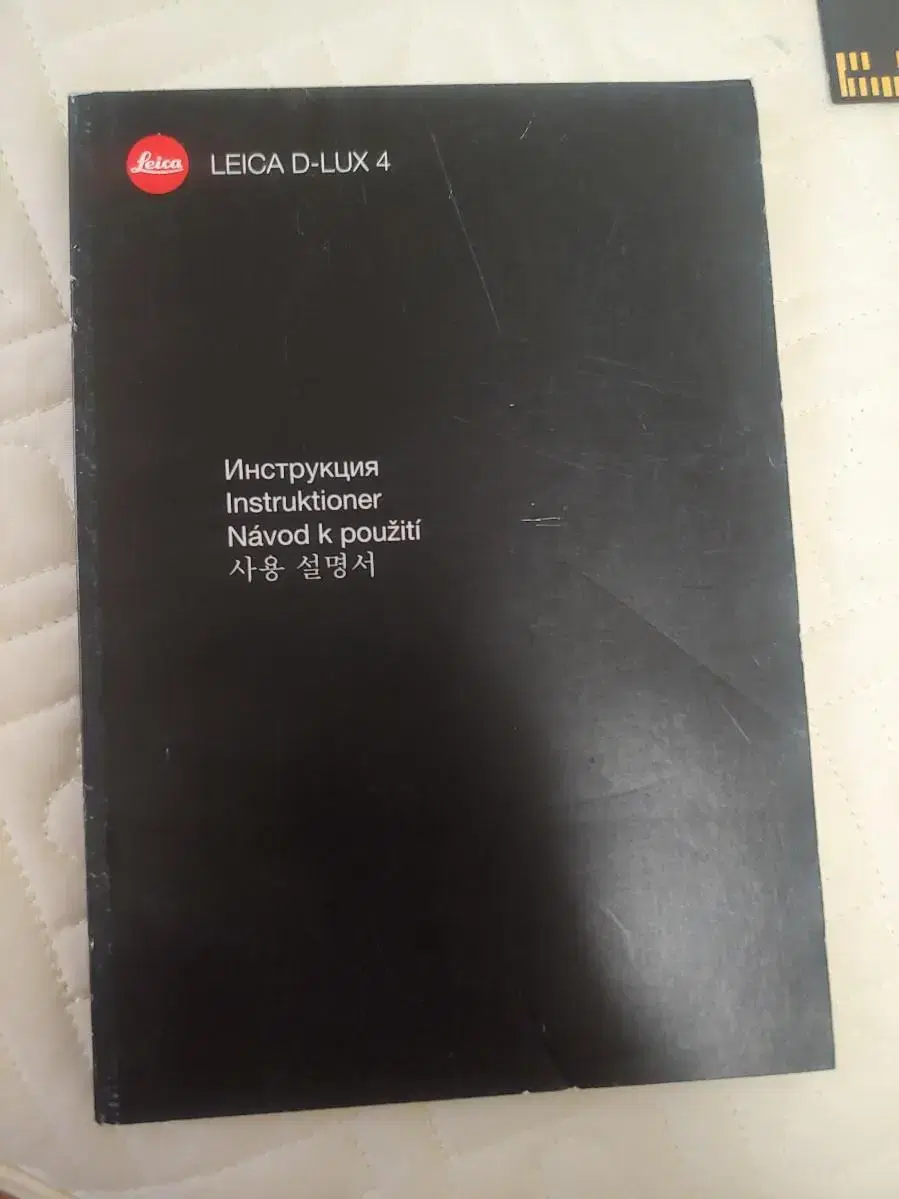 Leica LEICA D-LUX 4
Инструкция
Instruktioner
Návod k použití
사용 설명서